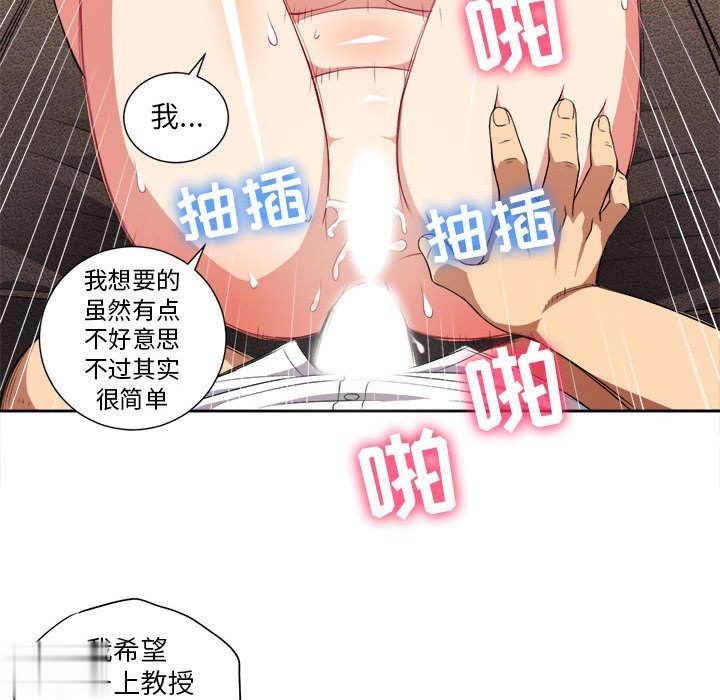 啪
我...
抽插
抽插
我想要的
虽然有点
不好意思
不过其实
很简单
啪
啪
我希望
上教授